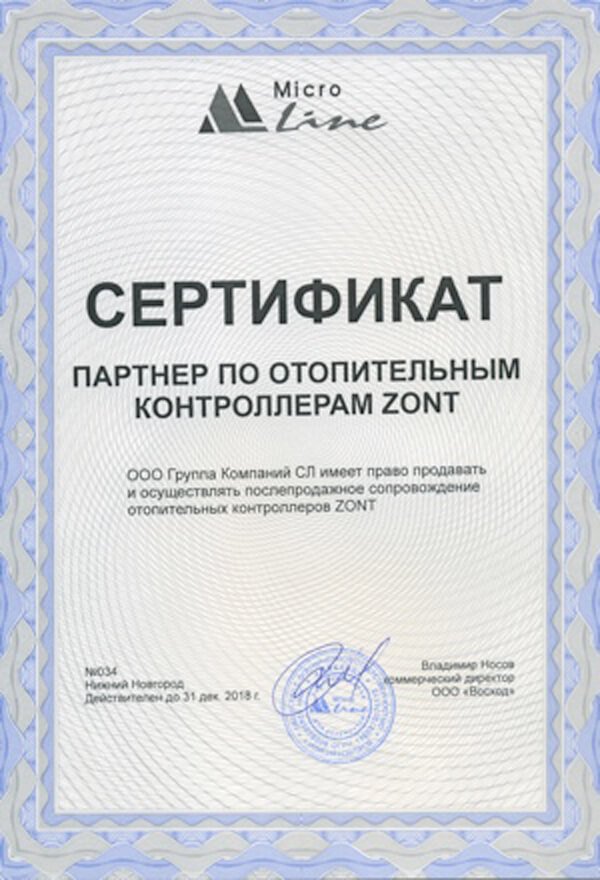 Micro
Line
СЕРТИФИКАТ
ПАРТНЕР ПО ОТОПИТЕЛЬНЫМ
КОНТРОЛЛЕРАМ ZONT
ООО Группа Компаний СЛ имеет право продавать
и осуществлять послепродажное сопровождение
отопительных контроллеров ZONT
№034
Нижний Новгород
Действителен до 31 дек. 2018 г.
Владимир Носов
коммерческий директор
ООО «Восход»
Micro
Line